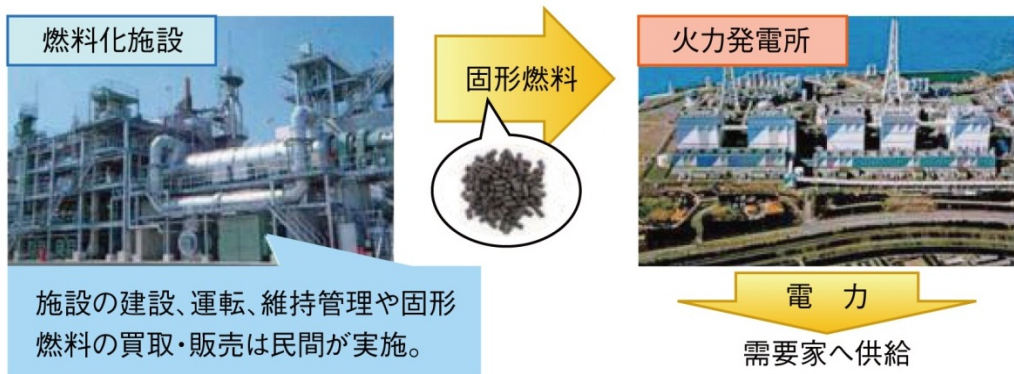 燃料化施設
固形燃料
火力発電所
施設の建設、運転、維持管理や固形
燃料の買取・販売は民間が実施。
電　力
需要家へ供給